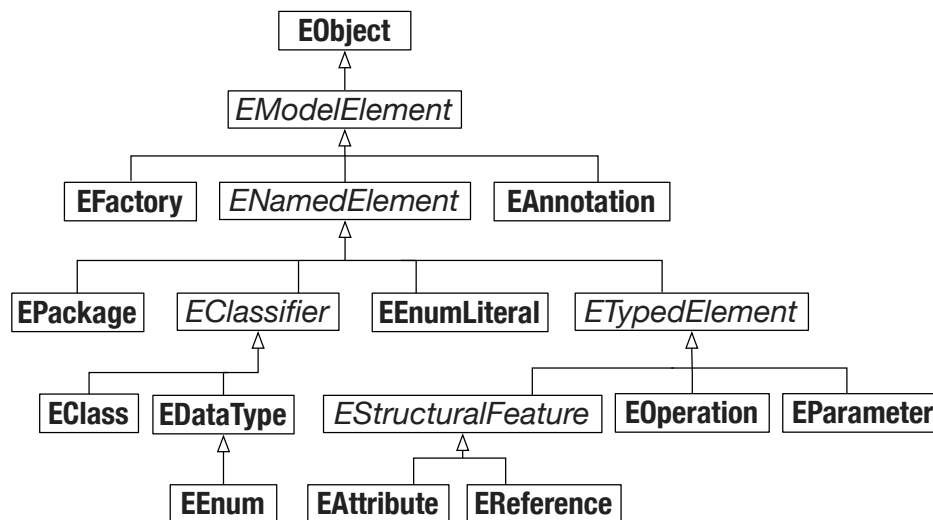 EObject
EModelElement
EFactory ENamedElement EAnnotation
EPackage EClassifier EEnumLiteral ETypedElement
EClass EDataType EStructuralFeature EOperation EParameter
EEnum EAttribute EReference